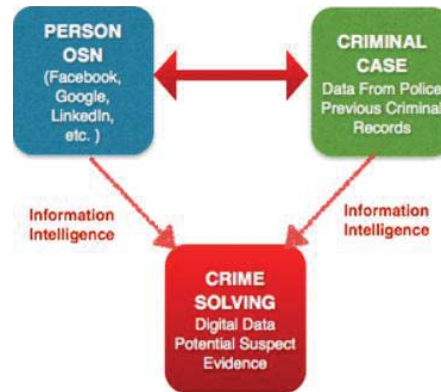 PERSON
OSN
(Facebook,
Google,
LinkedIn,
etc. )
CRIMINAL
CASE
Data From Police
Previous Criminal
Records
Information
Intelligence
Information
Intelligence
CRIME
SOLVING
Digital Data
Potential Suspect
Evidence